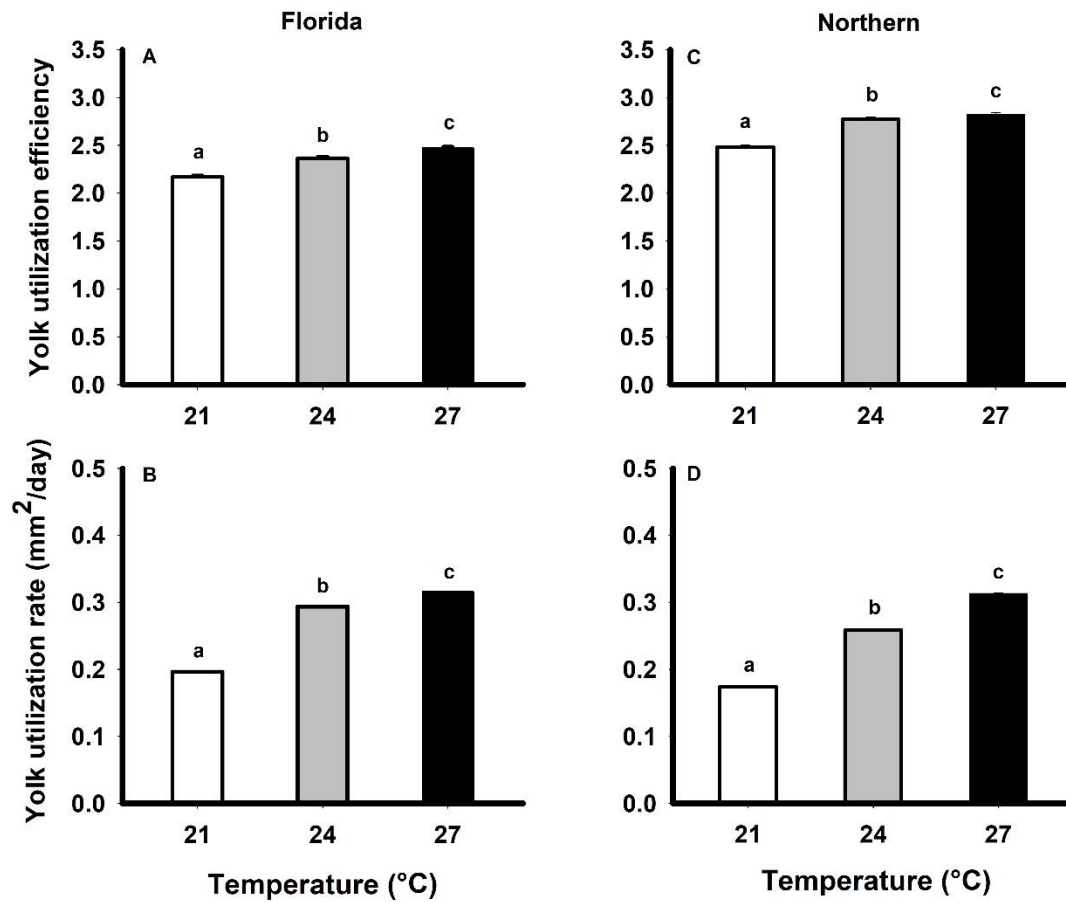 Florida
Northern
Yolk utilization efficiency
A
3.5
3.0
2.5
2.0
1.5
1.0
0.5
0.0
a
b
c
21
24
27
C
3.5
3.0
2.5
2.0
1.5
1.0
0.5
0.0
a
b
c
21
24
27
Yolk utilization rate (mm²/day)
B
0.5
0.4
0.3
0.2
0.1
0.0
a
b
c
21
24
27
Temperature (°C)
D
0.5
0.4
0.3
0.2
0.1
0.0
a
b
c
21
24
27
Temperature (°C)